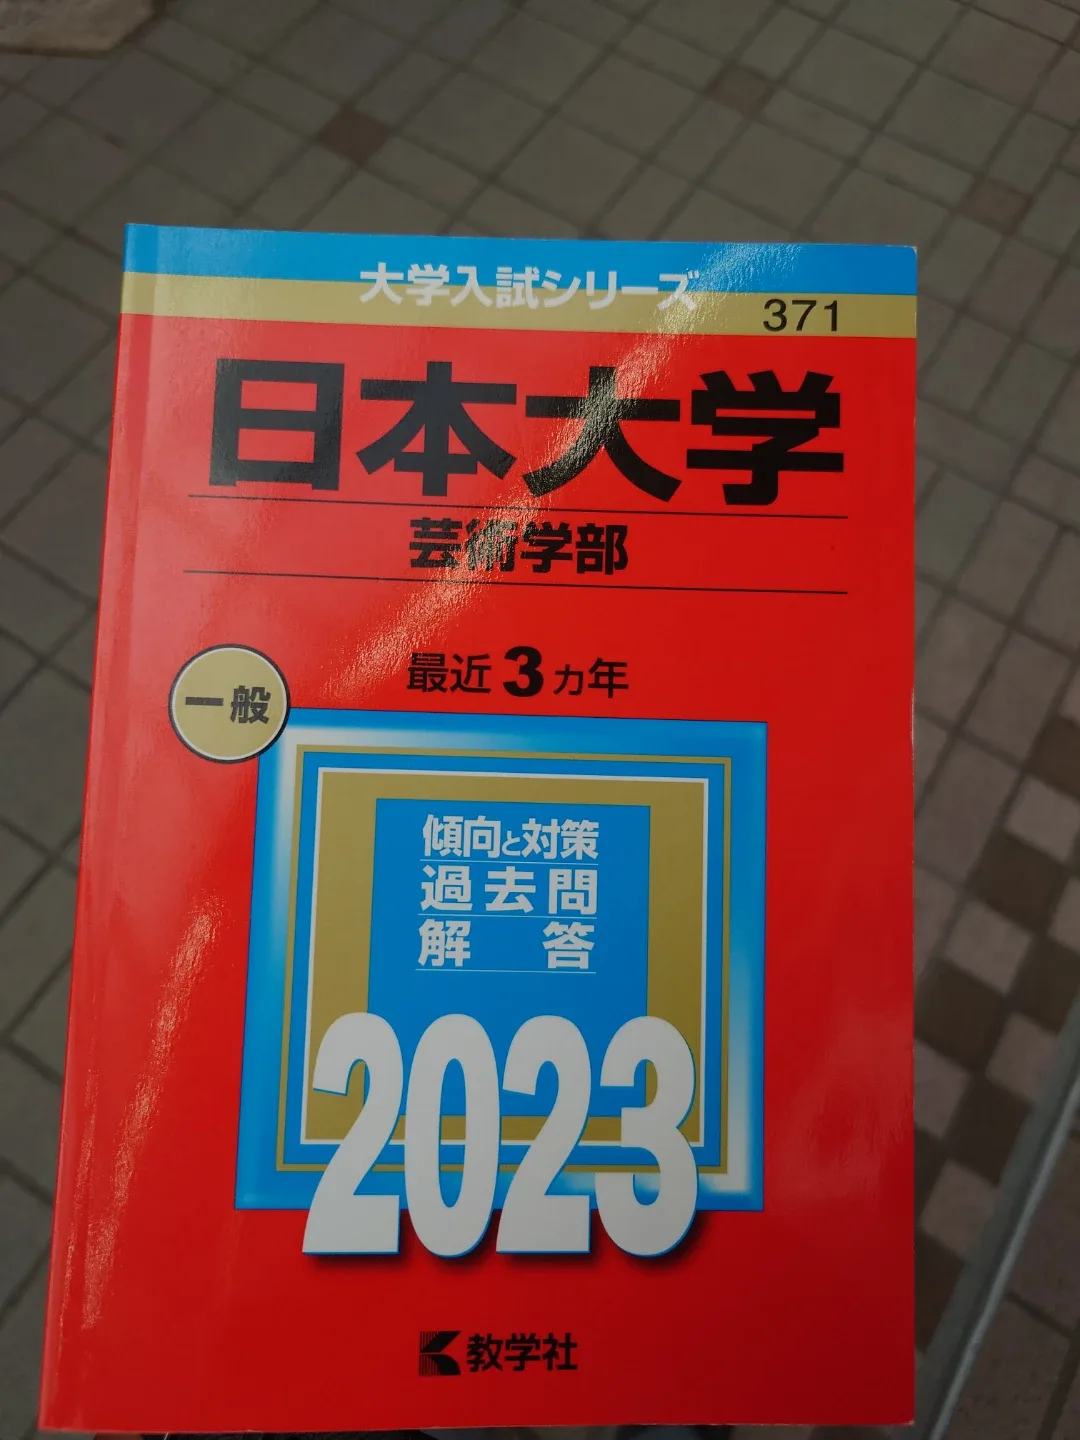 大学入試シリーズ
371
日本大学
芸術学部
最近3ヵ年
一般
傾向と対策
過去問
解答
2023
教学社